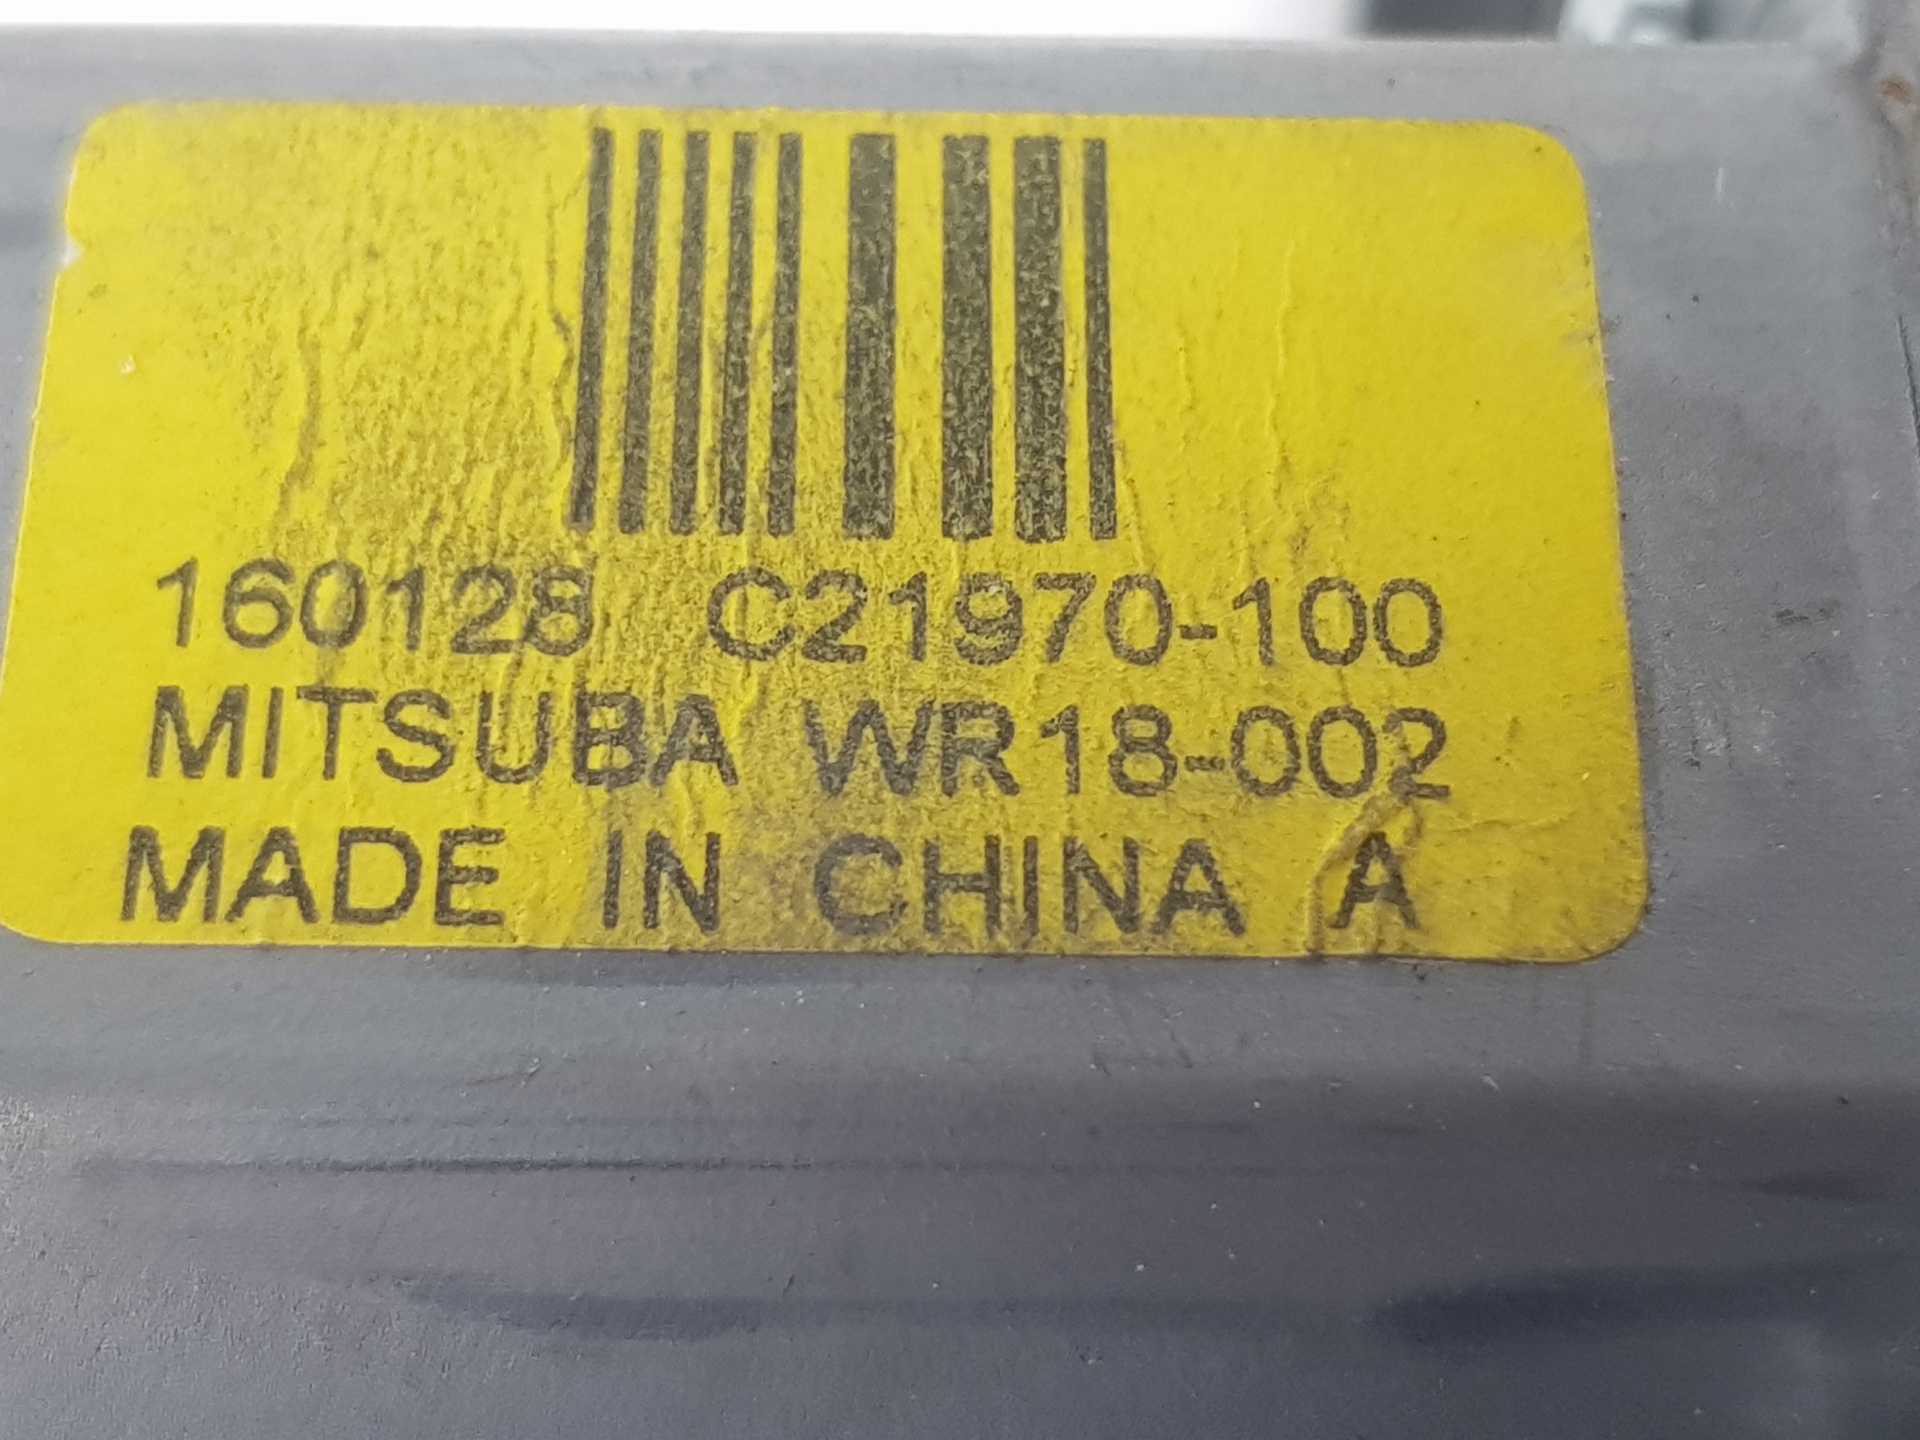 160128 C21970-100
MITSUBA WR18-002
MADE IN CHINA A